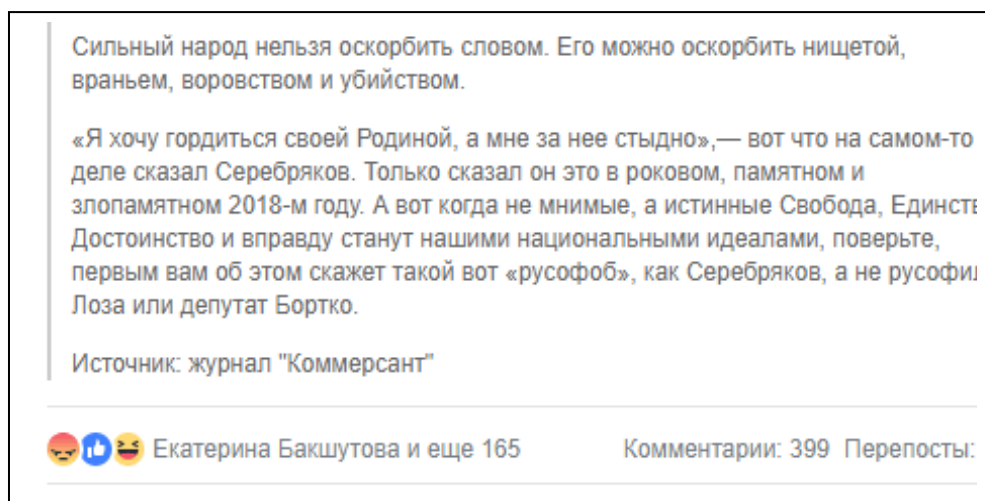 Сильный народ нельзя оскорбить словом. Его можно оскорбить нищетой,
враньем, воровством и убийством.
«Я хочу гордиться своей Родиной, а мне за нее стыдно»,— вот что на самом-то
деле сказал Серебряков. Только сказал он это в роковом, памятном и
злопамятном 2018-м году. А вот когда не мнимые, а истинные Свобода,
Достоинство и вправду станут нашими национальными идеалами, поверьте,
первым вам об этом скажет такой вот «русофоб», как Серебряков, а не
Лоза или депутат Бортко.
Источник: журнал "Коммерсант"
Екатерина Бакшутова и еще 165 Комментарии: 399 Перепосты: